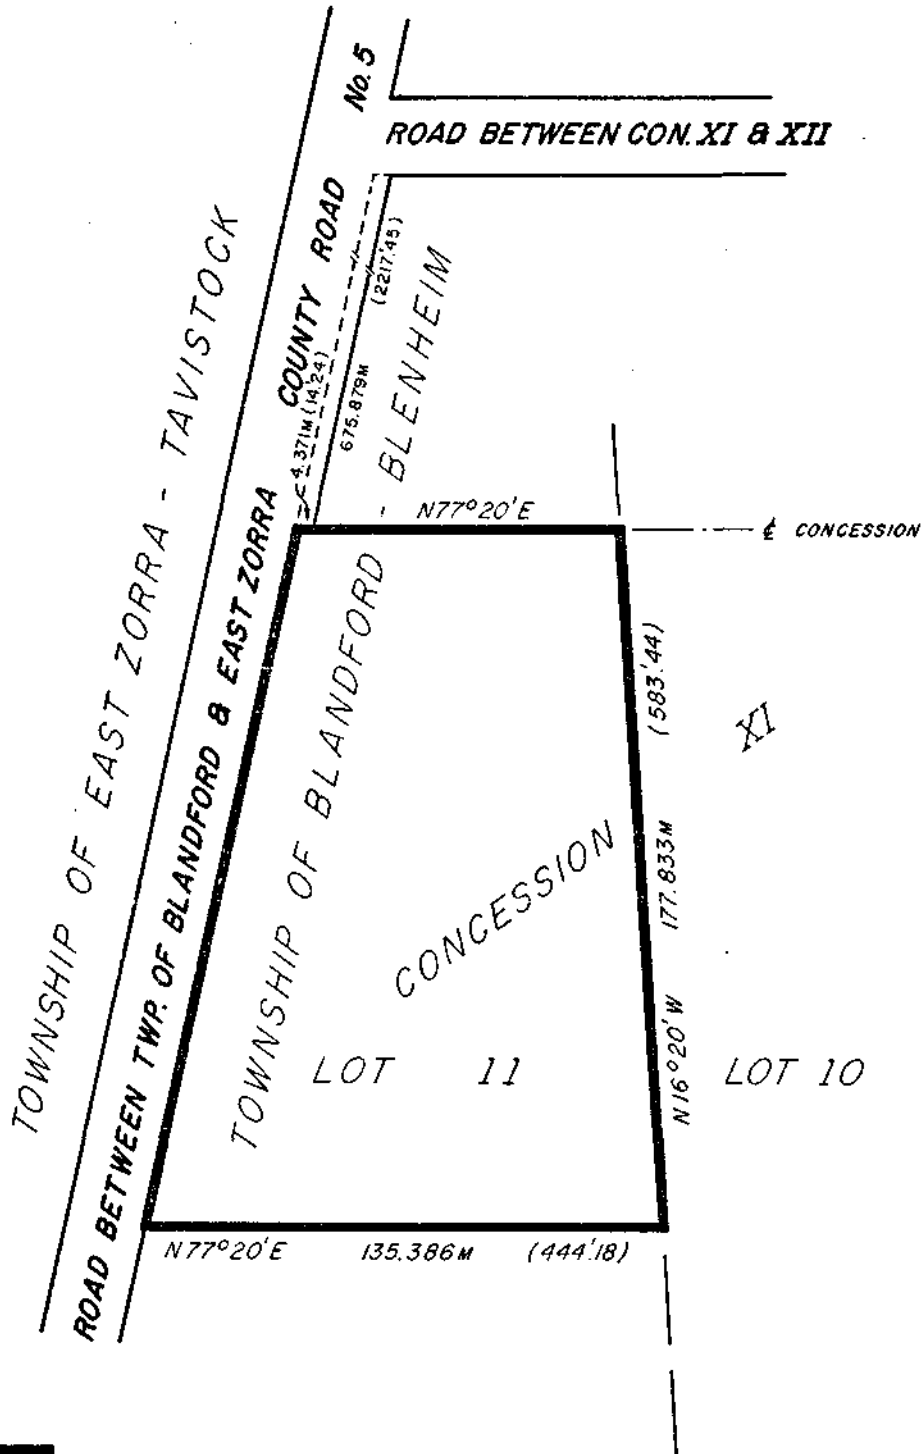 No. 5
ROAD BETWEEN CON. XI & XII
COUNTY ROAD
(2217.'45)
675.879M
4.371M (14.'24)
TOWNSHIP OF EAST ZORRA - TAVISTOCK
ROAD BETWEEN TWP. OF BLANDFORD & EAST ZORRA
TOWNSHIP OF BLANDFORD - BLENHEIM
N77°20'E
℄ CONCESSION
(583.'44)
177.833M
N16°20'W
CONCESSION XI
LOT 11
LOT 10
N77°20'E 135.386M (444.'18)